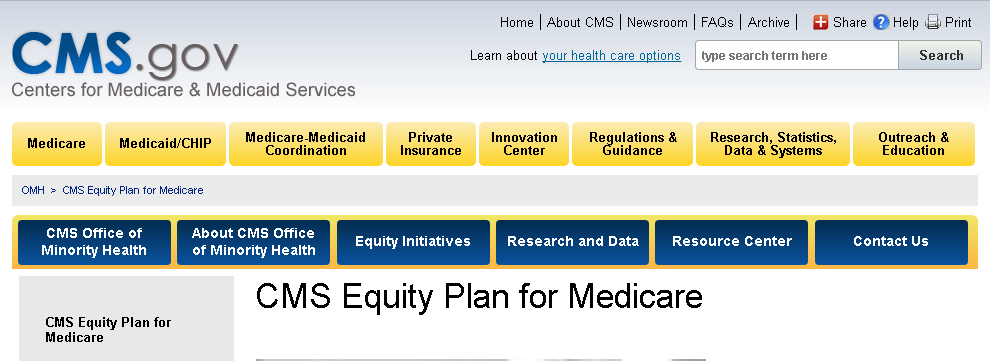 Home | About CMS | Newsroom | FAQs | Archive | Share Help Print
CMS.gov
Centers for Medicare & Medicaid Services
Learn about your health care options
type search term here
Search
Medicare
Medicaid/CHIP
Medicare-Medicaid
Coordination
Private
Insurance
Innovation
Center
Regulations &
Guidance
Research, Statistics,
Data & Systems
Outreach &
Education
OMH > CMS Equity Plan for Medicare
CMS Office of
Minority Health
About CMS Office
of Minority Health
Equity Initiatives
Research and Data
Resource Center
Contact Us
CMS Equity Plan for
Medicare
CMS Equity Plan for Medicare